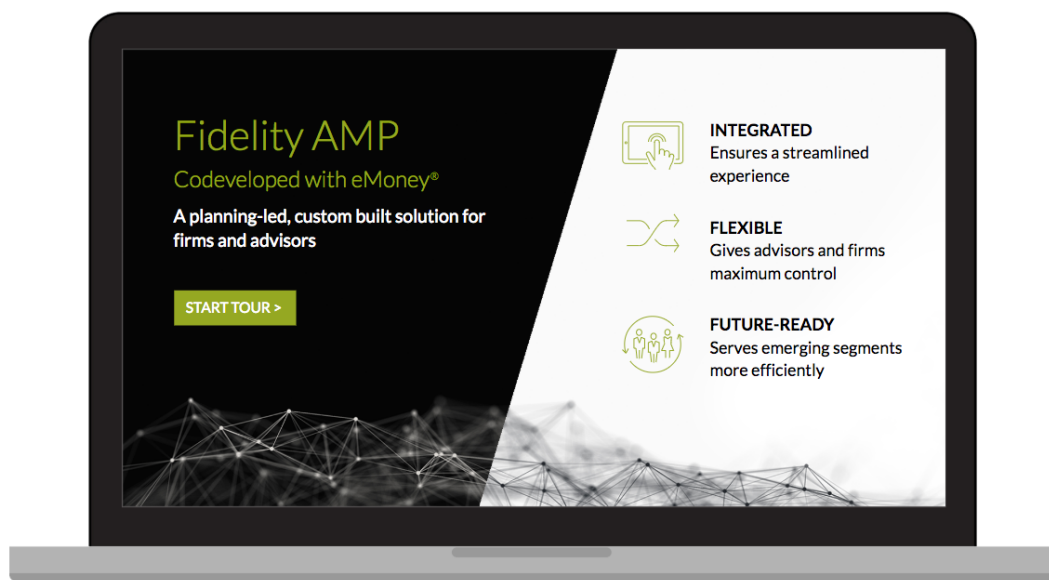 Fidelity AMP
Codeveloped with eMoney®
A planning-led, custom built solution for
firms and advisors
START TOUR >
INTEGRATED
Ensures a streamlined
experience
FLEXIBLE
Gives advisors and firms
maximum control
FUTURE-READY
Serves emerging segments
more efficiently